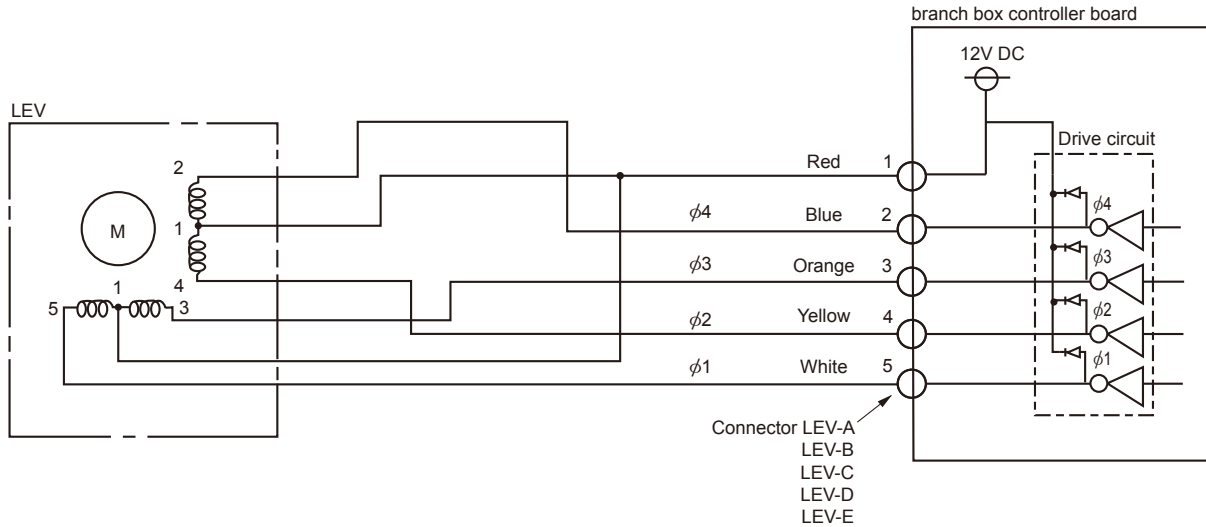 branch box controller board
12V DC
LEV
Drive circuit
2
Red 1
ϕ4
ϕ4 Blue 2
1
M
ϕ3
ϕ3 Orange 3
4
1
5 3
ϕ2
ϕ2 Yellow 4
ϕ1
ϕ1 White 5
Connector LEV-A
LEV-B
LEV-C
LEV-D
LEV-E